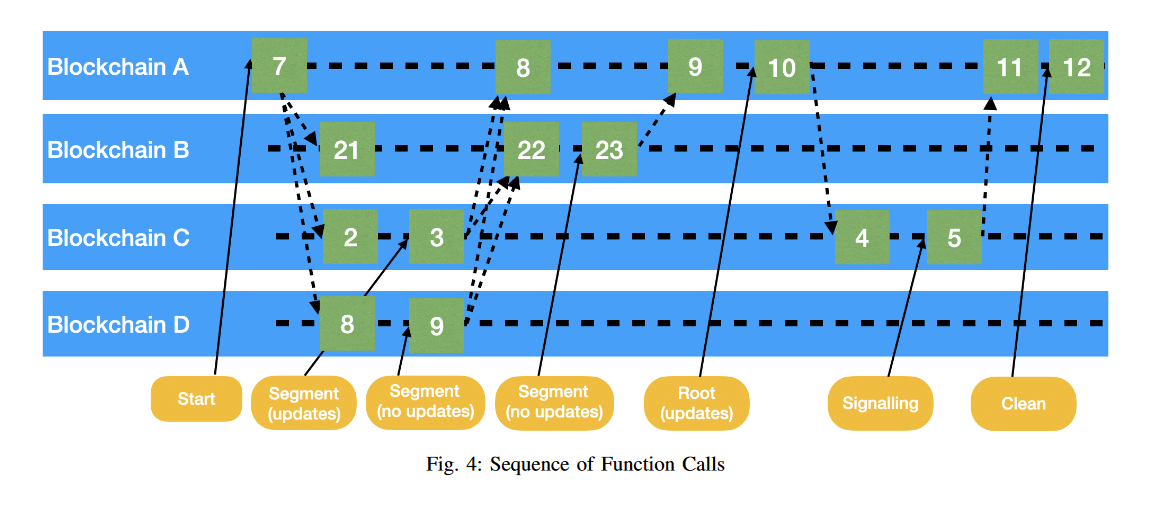 Blockchain A 7 8 9 10 11 12
Blockchain B 21 22 23
Blockchain C 2 3 4 5
Blockchain D 8 9
Start
Segment
(updates)
Segment
(no updates)
Segment
(no updates)
Root
(updates)
Signalling
Clean
Fig. 4: Sequence of Function Calls